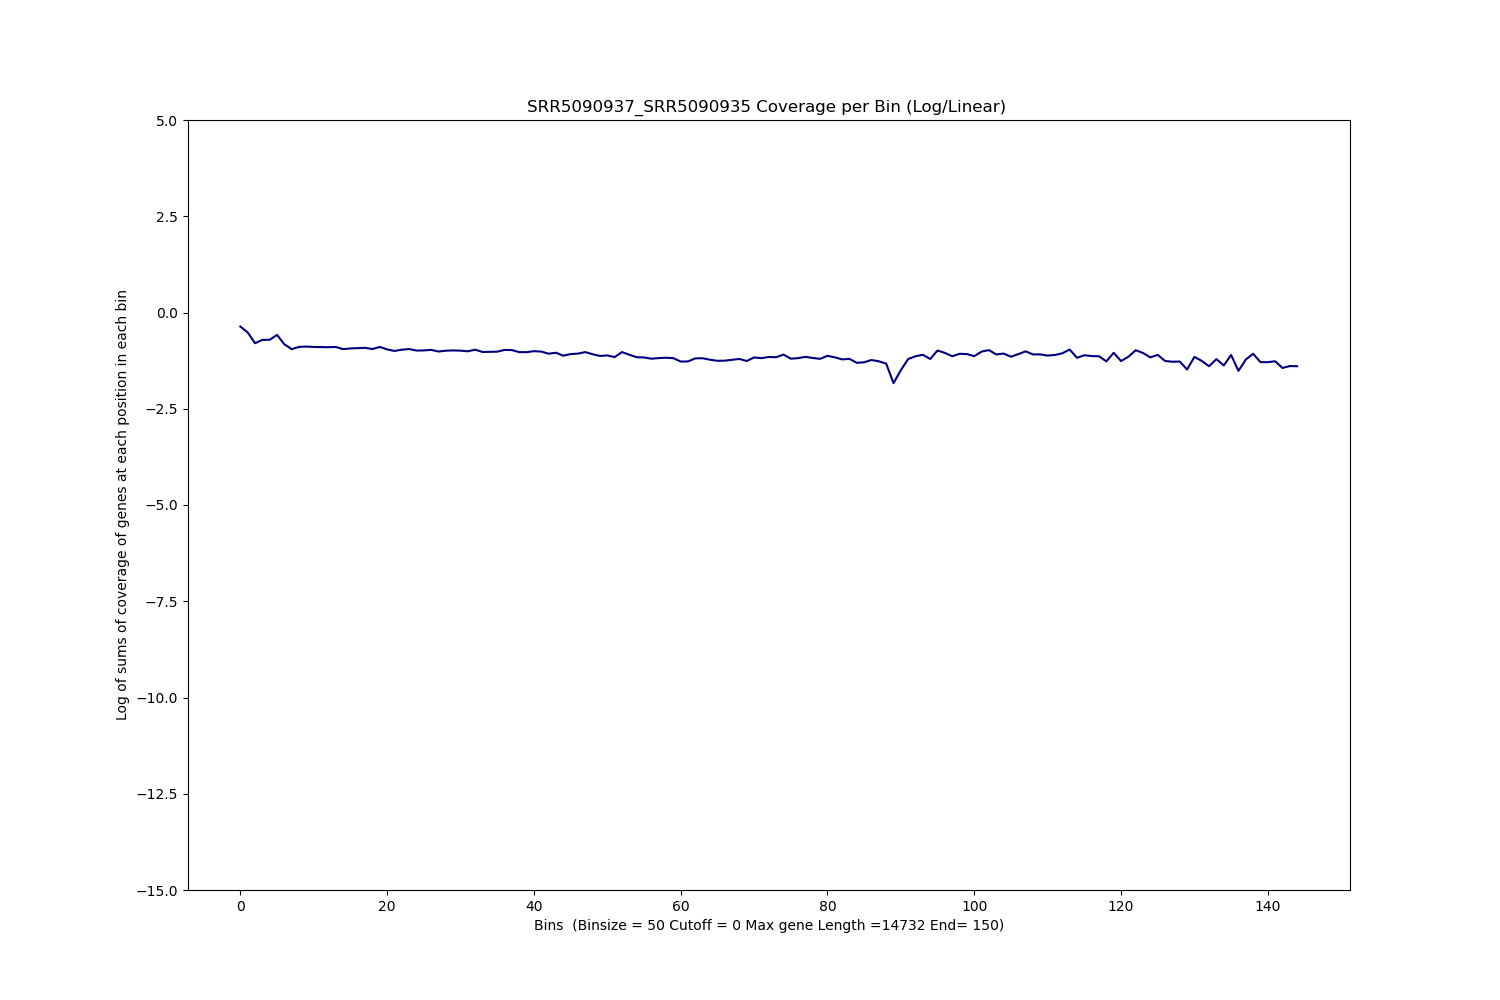 SRR5090937_SRR5090935 Coverage per Bin (Log/Linear)
5.0
2.5
0.0
−2.5
−5.0
−7.5
−10.0
−12.5
−15.0
Log of sums of coverage of genes at each position in each bin
0 20 40 60 80 100 120 140
Bins  (Binsize = 50 Cutoff = 0 Max gene Length =14732 End= 150)